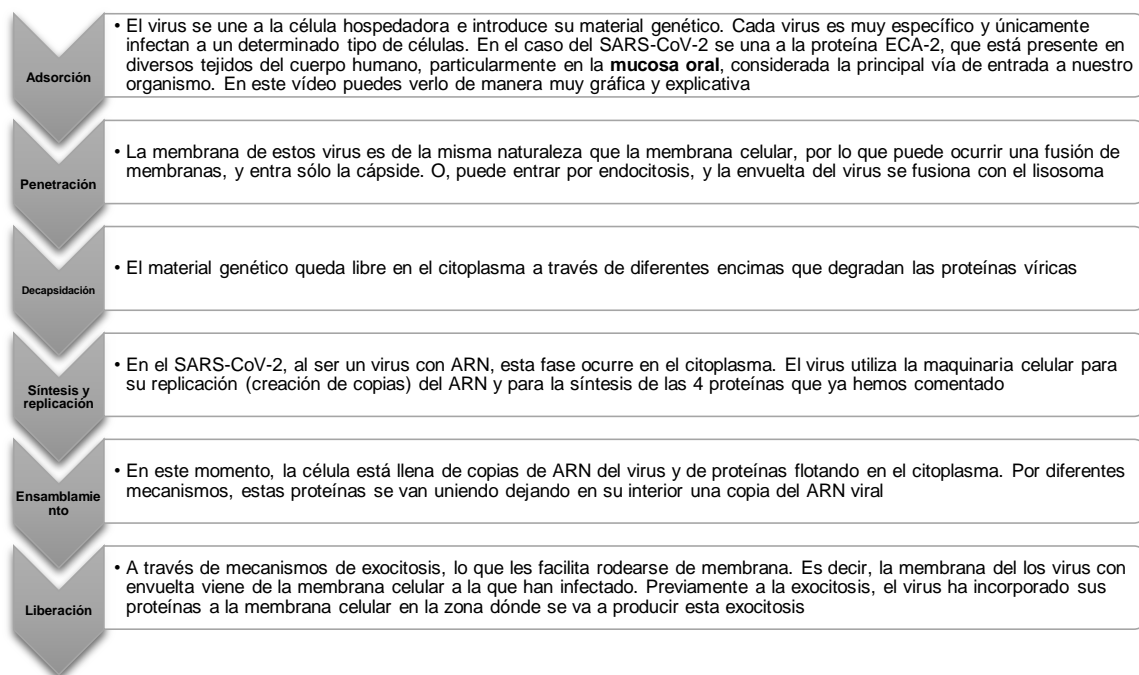 Adsorción
• El virus se une a la célula hospedadora e introduce su material genético. Cada virus es muy específico y únicamente
infectan a un determinado tipo de células. En el caso del SARS-CoV-2 se una a la proteína ECA-2, que está presente en
diversos tejidos del cuerpo humano, particularmente en la mucosa oral, considerada la principal vía de entrada a nuestro
organismo. En este vídeo puedes verlo de manera muy gráfica y explicativa
Penetración
• La membrana de estos virus es de la misma naturaleza que la membrana celular, por lo que puede ocurrir una fusión de
membranas, y entra sólo la cápside. O, puede entrar por endocitosis, y la envuelta del virus se fusiona con el lisosoma
Decapsidación
• El material genético queda libre en el citoplasma a través de diferentes encimas que degradan las proteínas víricas
Síntesis y
replicación
• En el SARS-CoV-2, al ser un virus con ARN, esta fase ocurre en el citoplasma. El virus utiliza la maquinaria celular para
su replicación (creación de copias) del ARN y para la síntesis de las 4 proteínas que ya hemos comentado
Ensamblamie
nto
• En este momento, la célula está llena de copias de ARN del virus y de proteínas flotando en el citoplasma. Por diferentes
mecanismos, estas proteínas se van uniendo dejando en su interior una copia del ARN viral
Liberación
• A través de mecanismos de exocitosis, lo que les facilita rodearse de membrana. Es decir, la membrana del los virus con
envuelta viene de la membrana celular a la que han infectado. Previamente a la exocitosis, el virus ha incorporado sus
proteínas a la membrana celular en la zona dónde se va a producir esta exocitosis